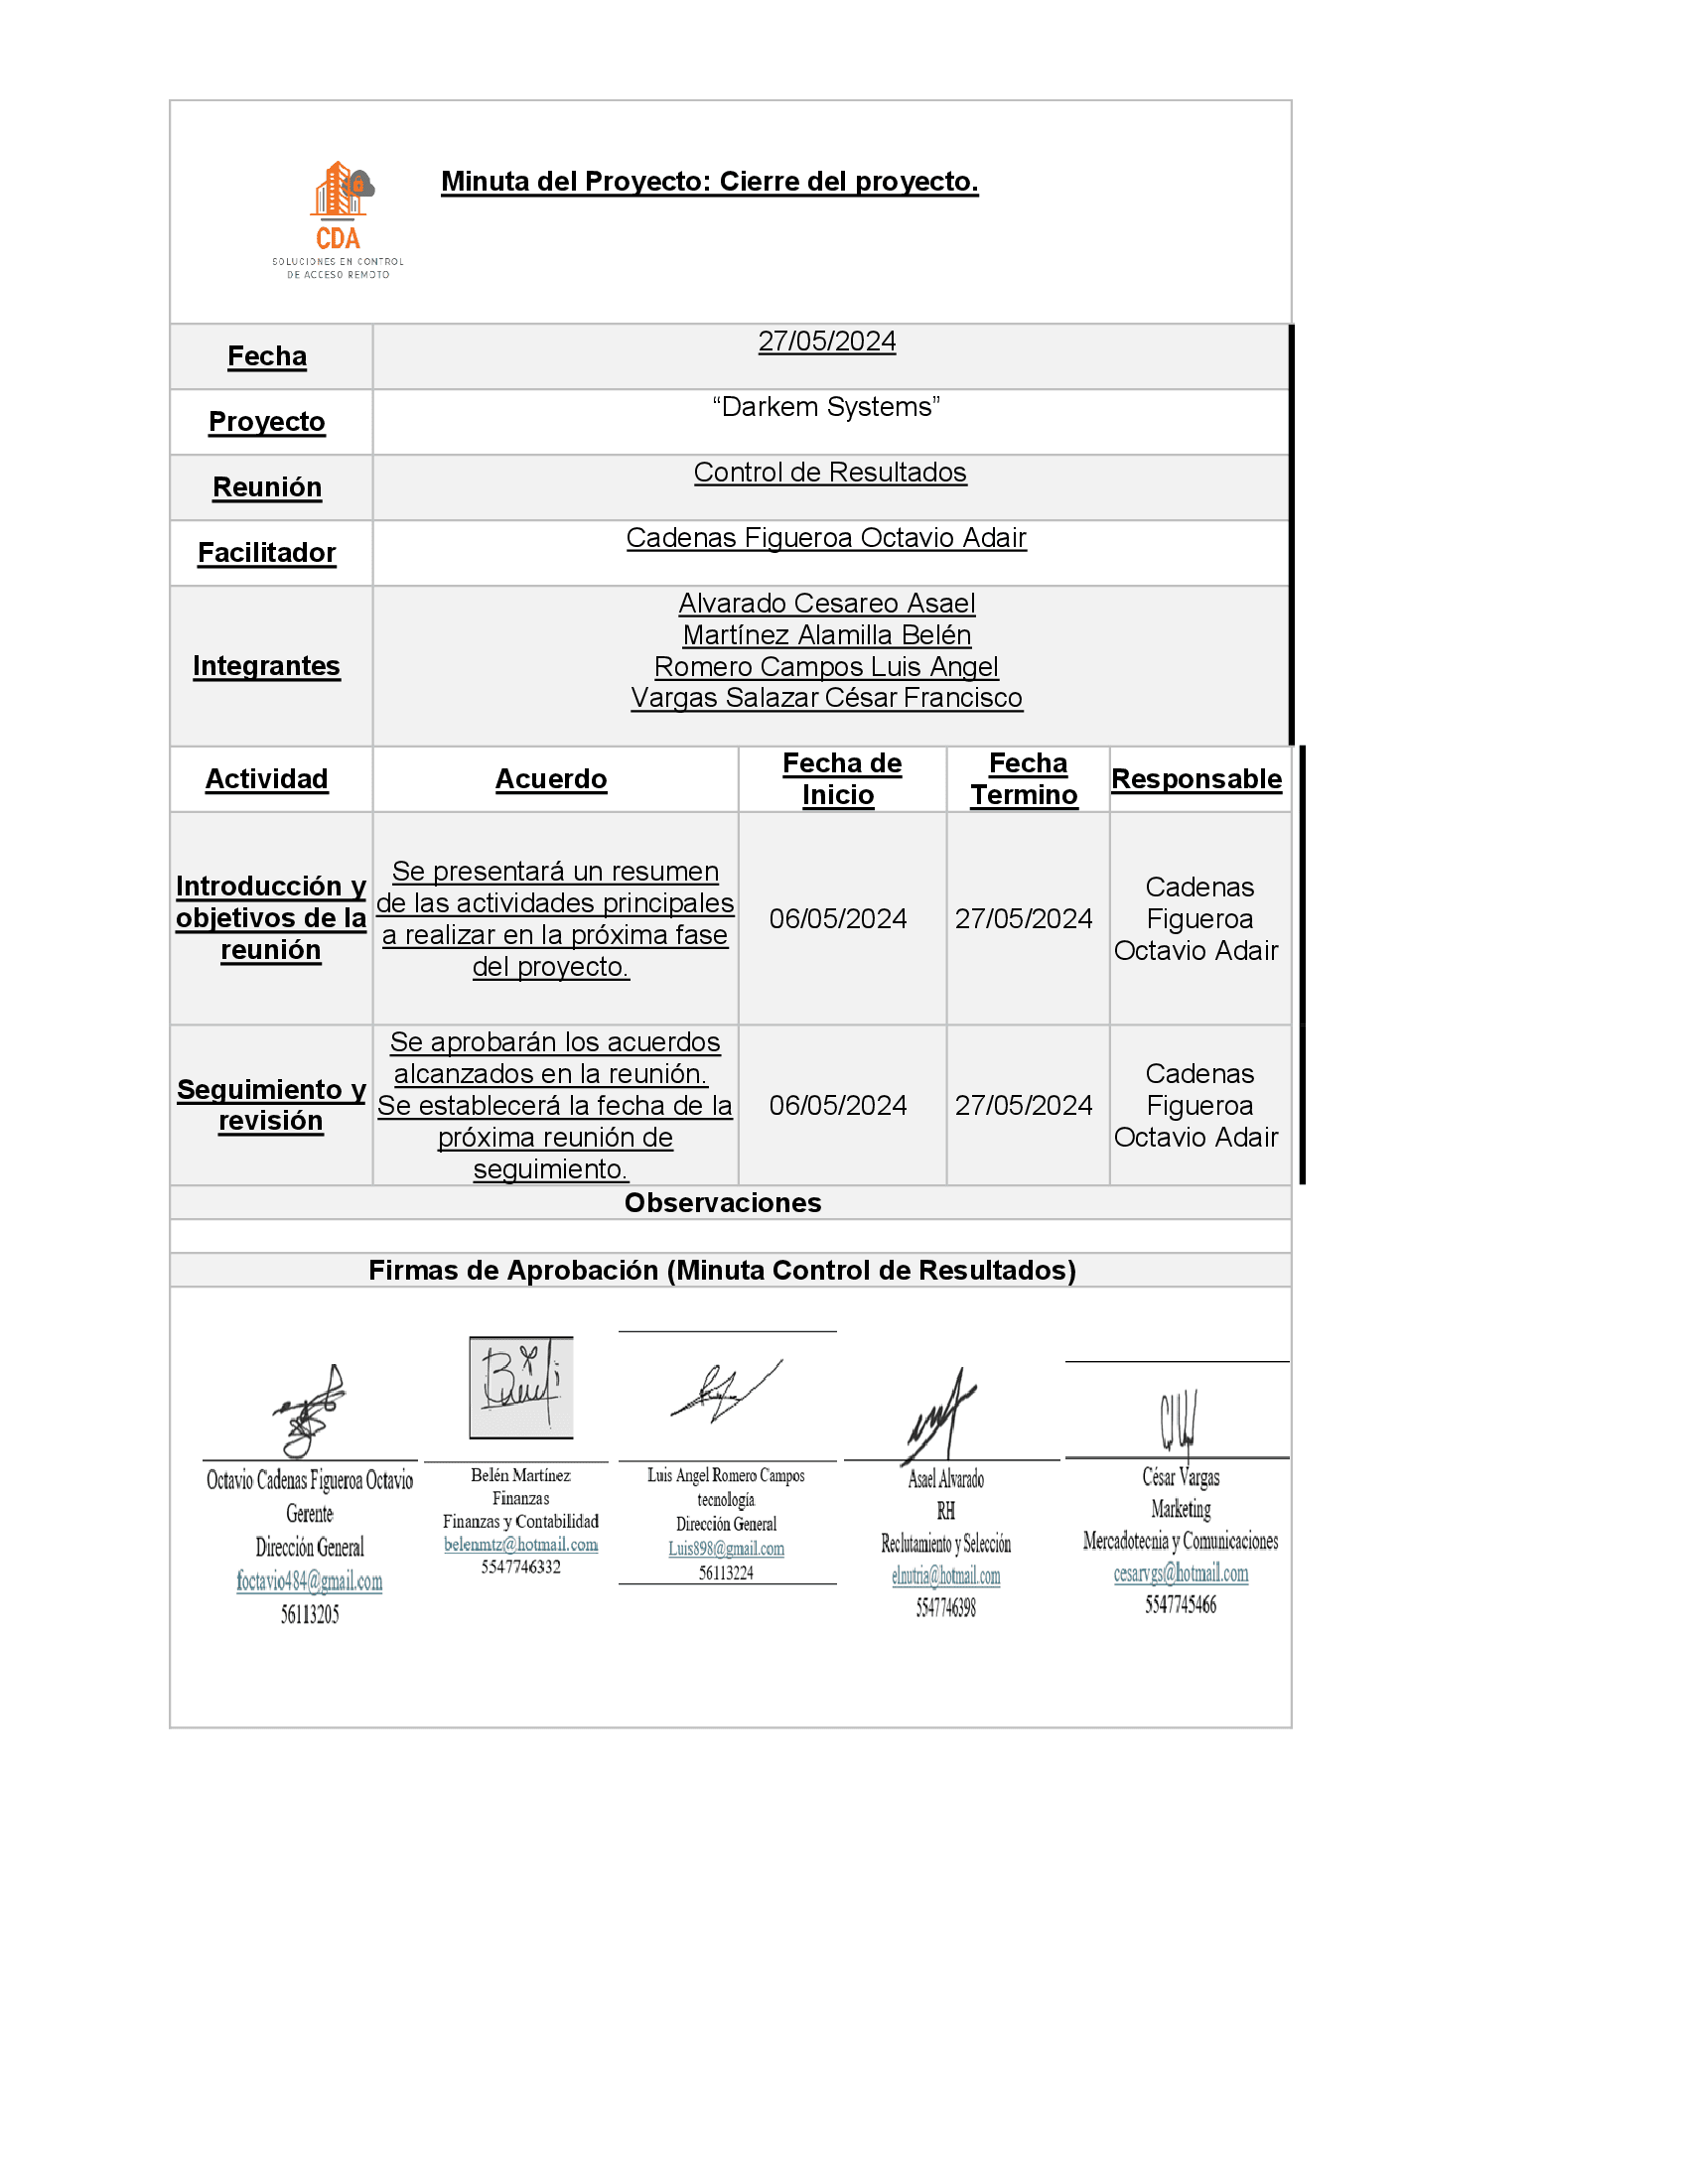 CDA
SOLUCIONES EN CONTROL
DE ACCESO REMOTO
Minuta del Proyecto: Cierre del proyecto.
Fecha
27/05/2024
Proyecto
“Darkem Systems”
Reunión
Control de Resultados
Facilitador
Cadenas Figueroa Octavio Adair
Integrantes
Alvarado Cesareo Asael
Martínez Alamilla Belén
Romero Campos Luis Angel
Vargas Salazar César Francisco
Actividad
Acuerdo
Fecha de
Inicio
Fecha
Termino
Responsable
Introducción y
objetivos de la
reunión
Se presentará un resumen
de las actividades principales
a realizar en la próxima fase
del proyecto.
06/05/2024
27/05/2024
Cadenas
Figueroa
Octavio Adair
Seguimiento y
revisión
Se aprobarán los acuerdos
alcanzados en la reunión.
Se establecerá la fecha de la
próxima reunión de
seguimiento.
06/05/2024
27/05/2024
Cadenas
Figueroa
Octavio Adair
Observaciones
Firmas de Aprobación (Minuta Control de Resultados)
Octavio Cadenas Figueroa Octavio
Gerente
Dirección General
foctavio484@gmail.com
56113205
Belén Martínez
Finanzas
Finanzas y Contabilidad
belenmtz@hotmail.com
5547746332
Luis Angel Romero Campos
tecnología
Dirección General
Luis898@gmail.com
56113224
Asael Alvarado
RH
Reclutamiento y Selección
elnutria@hotmail.com
5547746398
César Vargas
Marketing
Mercadotecnia y Comunicaciones
cesarvgs@hotmail.com
5547745466